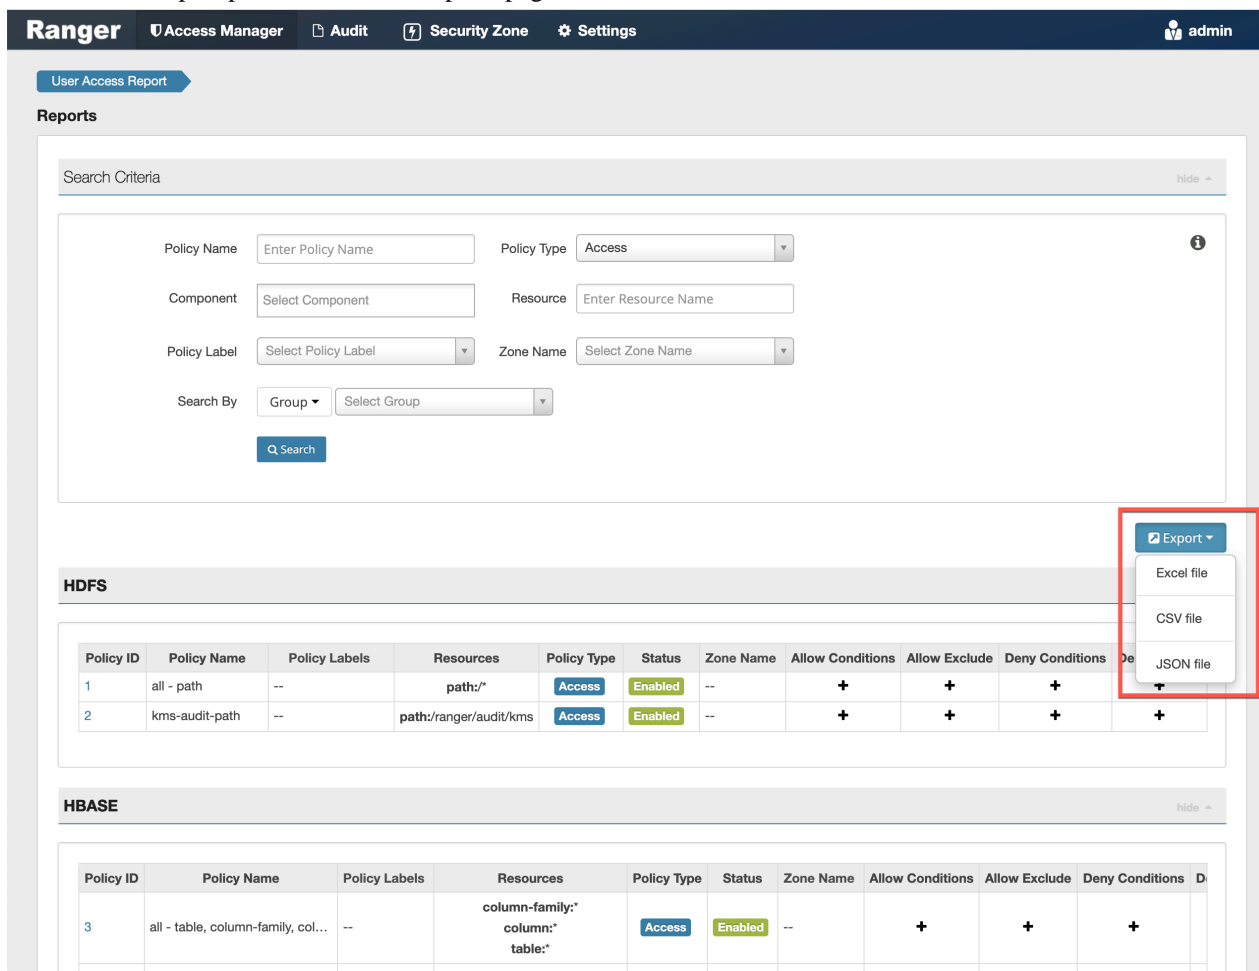 Ranger Access Manager Audit Security Zone Settings admin
User Access Report
Reports
Search Criteria hide
Policy Name Enter Policy Name Policy Type Access
Component Select Component Resource Enter Resource Name
Policy Label Select Policy Label Zone Name Select Zone Name
Search By Group Select Group
Search
Export
Excel file
CSV file
JSON file
HDFS
Policy ID Policy Name Policy Labels Resources Policy Type Status Zone Name Allow Conditions Allow Exclude Deny Conditions De
1 all - path -- path:/* Access Enabled -- + + + +
2 kms-audit-path -- path:/ranger/audit/kms Access Enabled -- + + + +
HBASE hide
Policy ID Policy Name Policy Labels Resources Policy Type Status Zone Name Allow Conditions Allow Exclude Deny Conditions D
column-family:*
3 all - table, column-family, col... -- column:* Access Enabled -- + + +
table:*